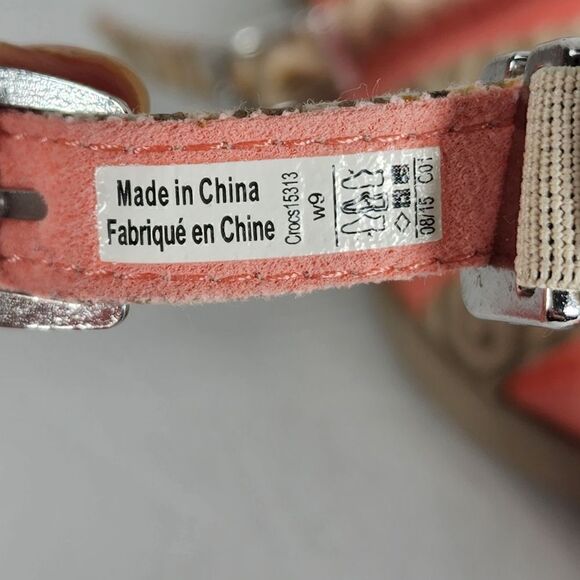 Made in China
Fabriqué en Chine
Crocs15313
w9
08/15 C01